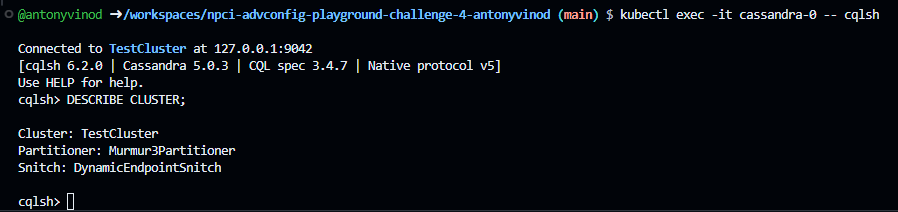 @antonyvinod ➜/workspaces/npci-advconfig-playground-challenge-4-antonyvinod (main) $ kubectl exec -it cassandra-0 -- cqlsh
Connected to TestCluster at 127.0.0.1:9042
[cqlsh 6.2.0 | Cassandra 5.0.3 | CQL spec 3.4.7 | Native protocol v5]
Use HELP for help.
cqlsh> DESCRIBE CLUSTER;
Cluster: TestCluster
Partitioner: Murmur3Partitioner
Snitch: DynamicEndpointSnitch
cqlsh>